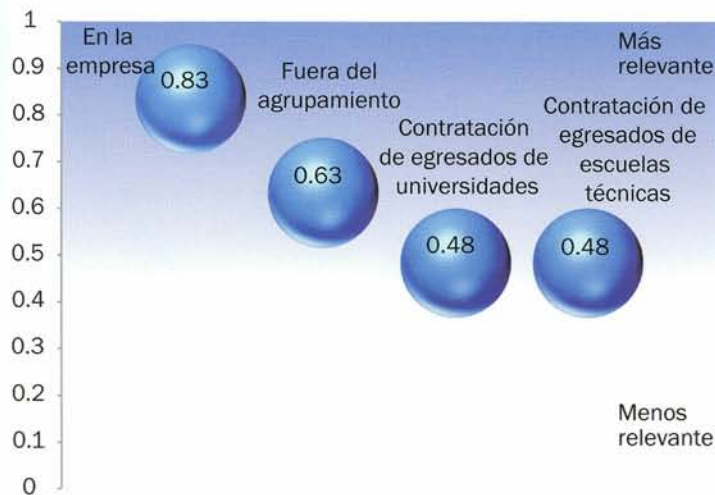 1
0.9
0.8
0.7
0.6
0.5
0.4
0.3
0.2
0.1
0
En la
empresa
0.83
Fuera del
agrupamiento
0.63
Contratación
de egresados de
universidades
0.48
Contratación de
egresados de
escuelas
técnicas
0.48
Más
relevante
Menos
relevante